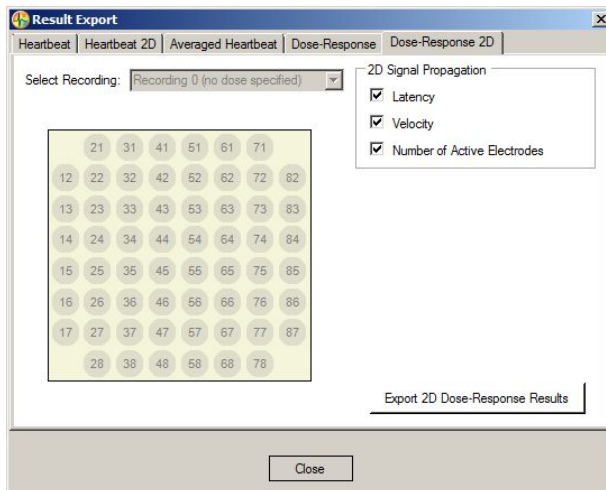 Result Export
Heartbeat Heartbeat 2D Averaged Heartbeat Dose-Response Dose-Response 2D
Select Recording: Recording 0 (no dose specified)
2D Signal Propagation
Latency
Velocity
Number of Active Electrodes
21 31 41 51 61 71
12 22 32 42 52 62 72 82
13 23 33 43 53 63 73 83
14 24 34 44 54 64 74 84
15 25 35 45 55 65 75 85
16 26 36 46 56 66 76 86
17 27 37 47 57 67 77 87
28 38 48 58 68 78
Export 2D Dose-Response Results
Close